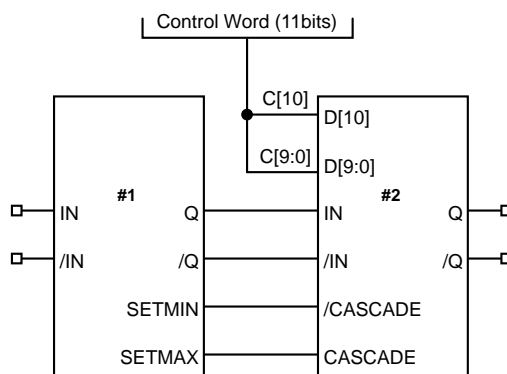 Control Word (11bits)
C[10]
D[10]
C[9:0]
D[9:0]
#1
#2
IN
Q
IN
Q
/IN
/Q
/IN
/Q
SETMIN
/CASCADE
SETMAX
CASCADE